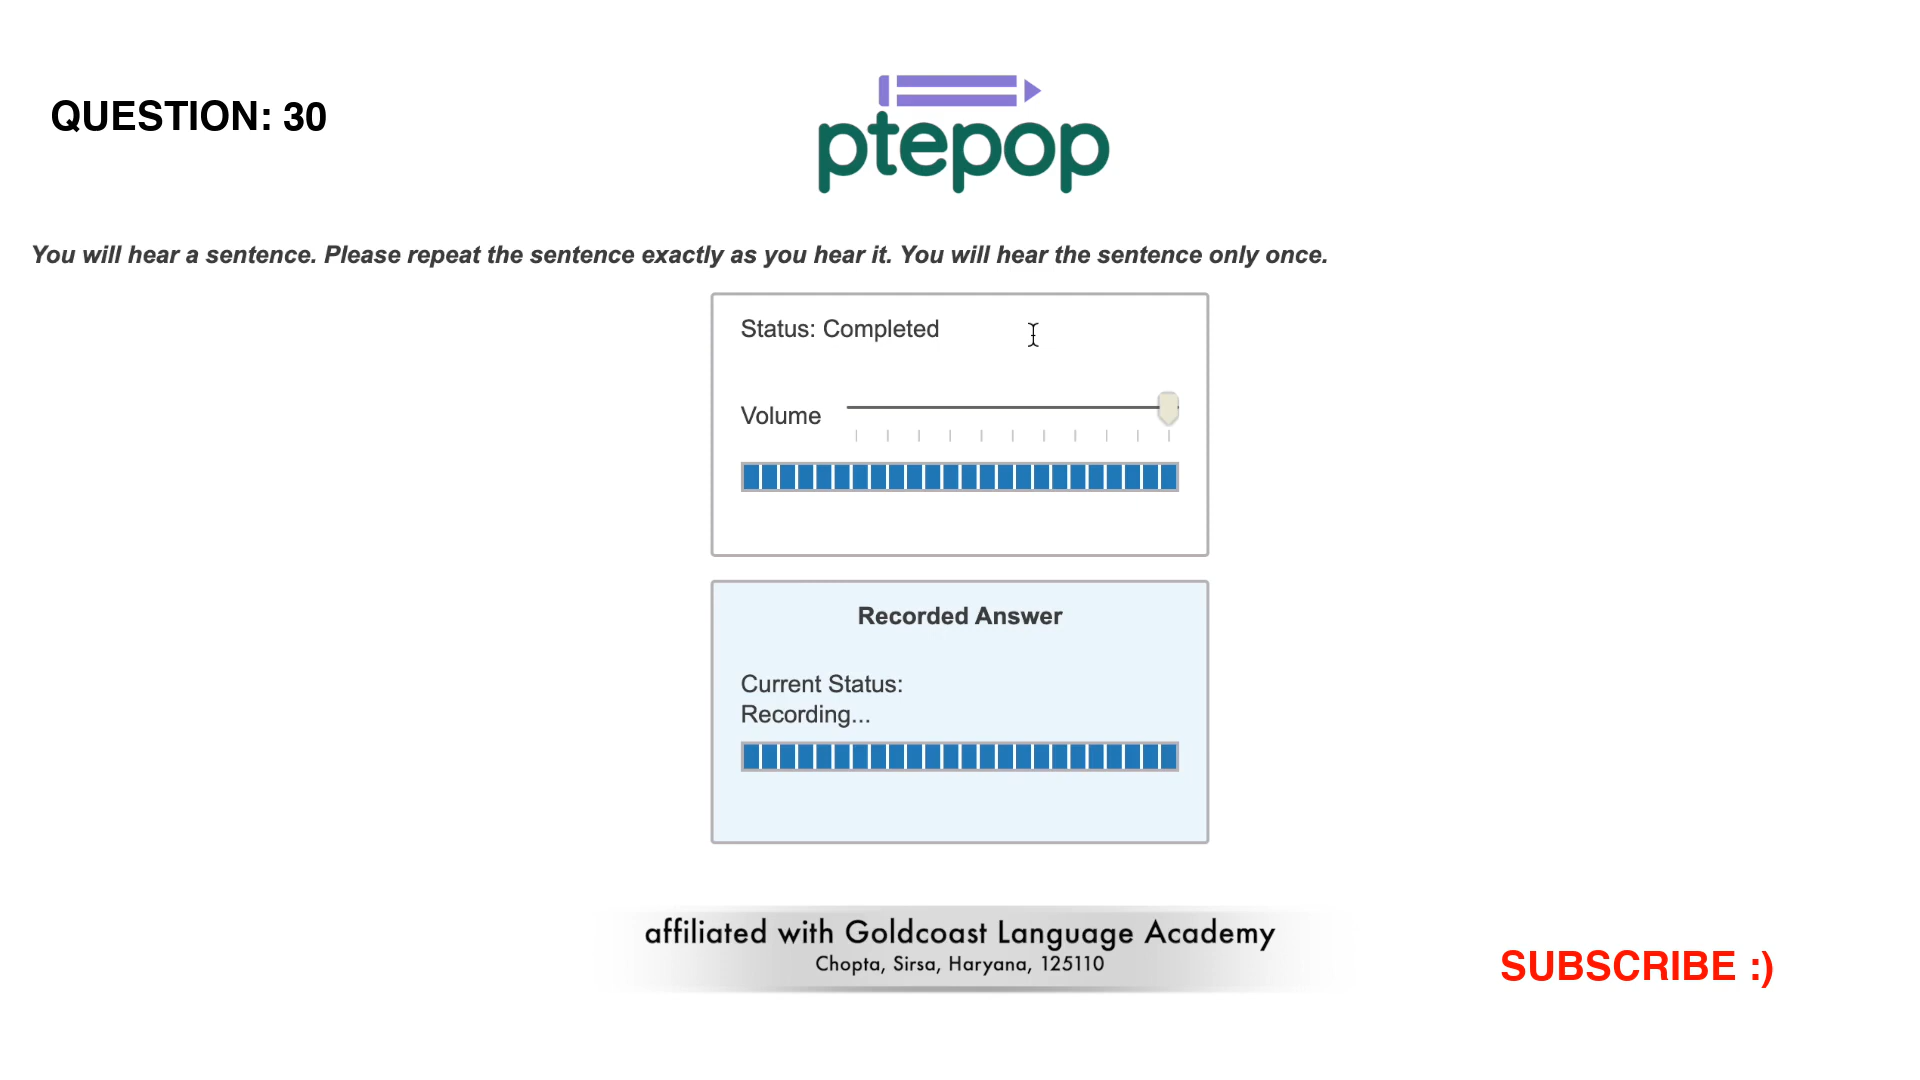 QUESTION: 30
ptepop
You will hear a sentence. Please repeat the sentence exactly as you hear it. You will hear the sentence only once.
Status: Completed
Volume
Recorded Answer
Current Status:
Recording...
affiliated with Goldcoast Language Academy
Chopta, Sirsa, Haryana, 125110
SUBSCRIBE :)